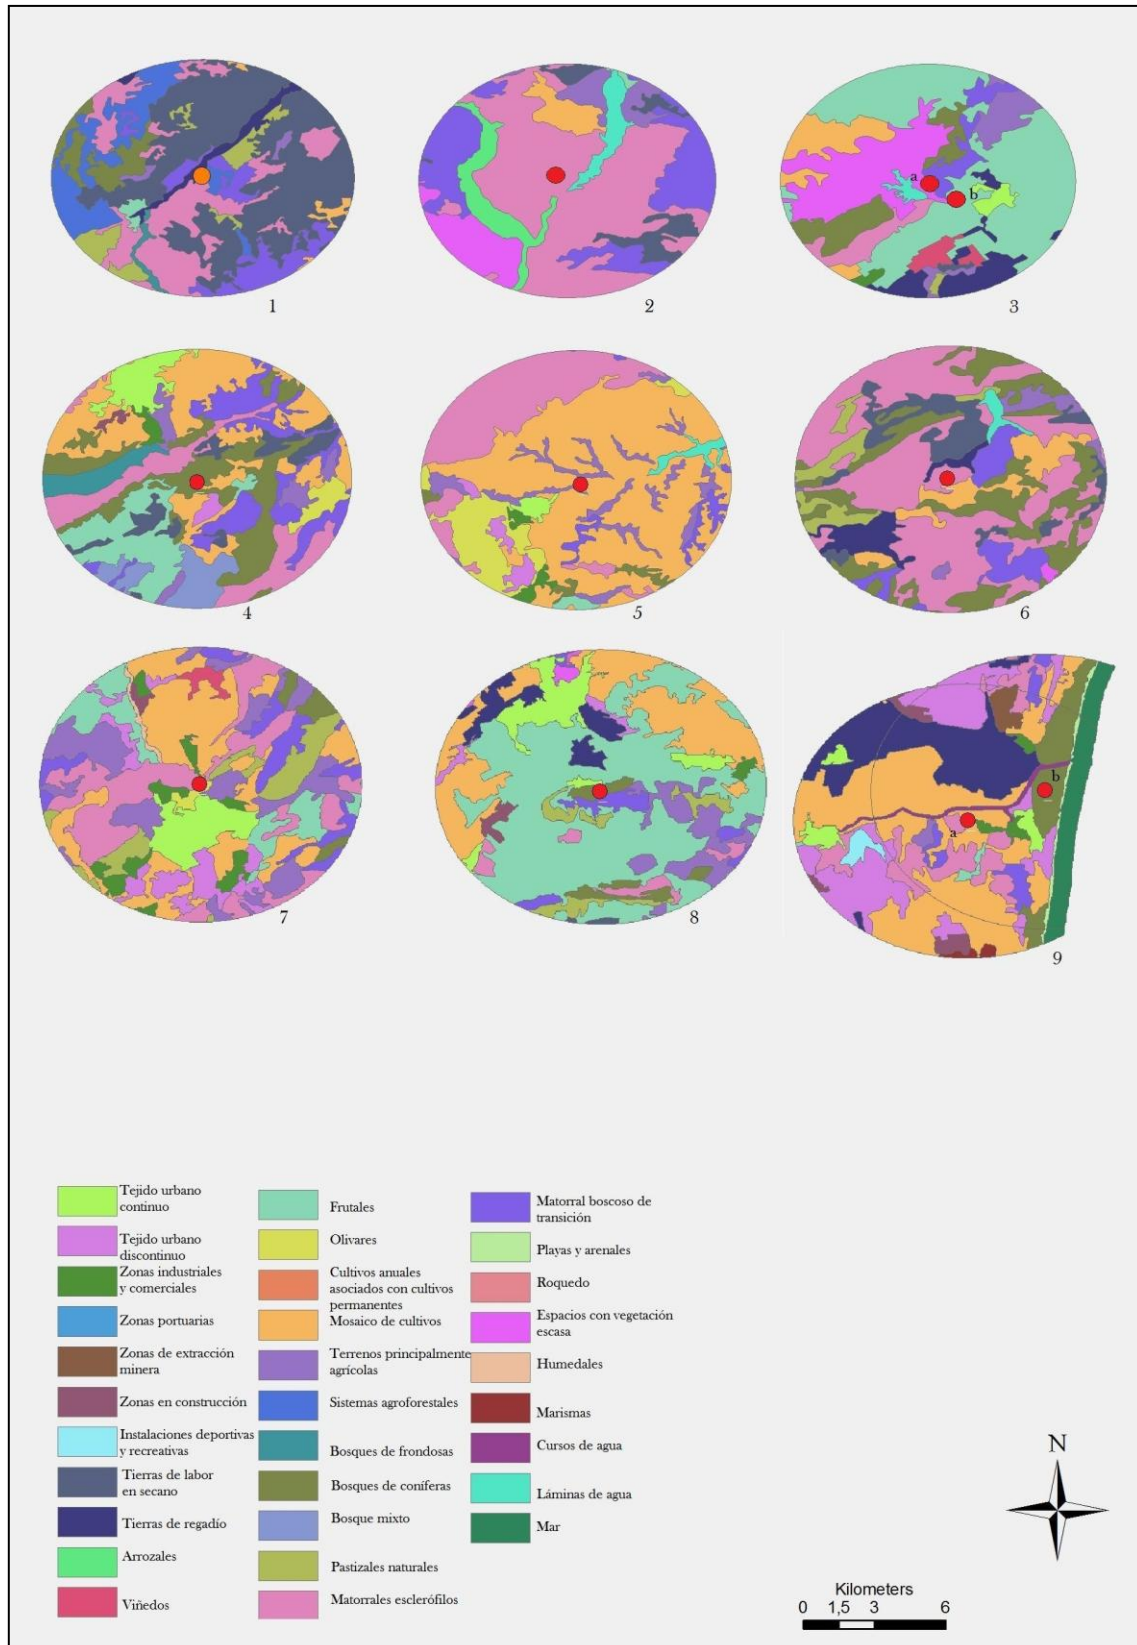 1
2
a
b
3
4
5
6
7
8
a
b
9
Tejido urbano
continuo
Tejido urbano
discontinuo
Zonas industriales
y comerciales
Zonas portuarias
Zonas de extracción
minera
Zonas en construcción
Instalaciones deportivas
y recreativas
Tierras de labor
en secano
Tierras de regadío
Arrozales
Viñedos
Frutales
Olivares
Cultivos anuales
asociados con cultivos
permanentes
Mosaico de cultivos
Terrenos principalmente
agrícolas
Sistemas agroforestales
Bosques de frondosas
Bosques de coníferas
Bosque mixto
Pastizales naturales
Matorrales esclerófilos
Matorral boscoso de
transición
Playas y arenales
Roquedo
Espacios con vegetación
escasa
Humedales
Marismas
Cursos de agua
Láminas de agua
Mar
N
Kilometers
0 1,5 3 6